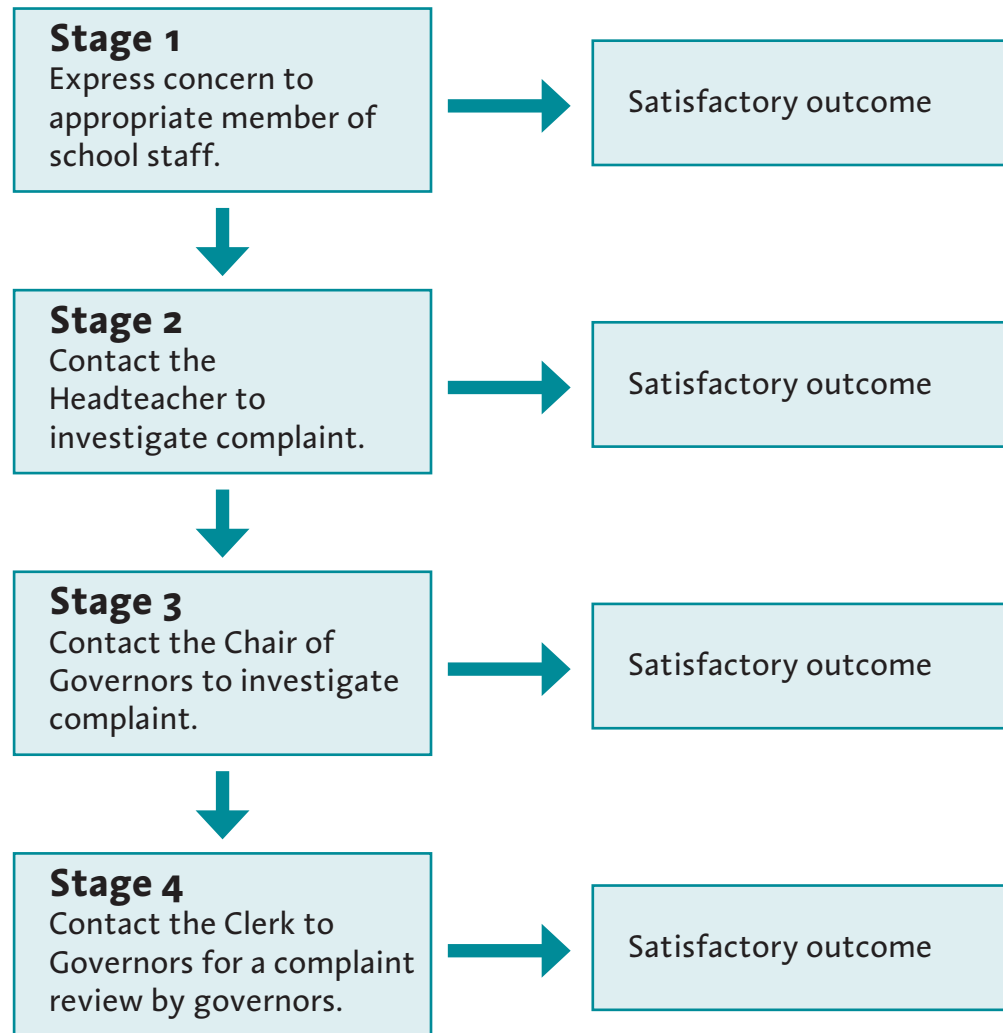 Stage 1
Express concern to
appropriate member of
school staff.
Satisfactory outcome
Stage 2
Contact the
Headteacher to
investigate complaint.
Satisfactory outcome
Stage 3
Contact the Chair of
Governors to investigate
complaint.
Satisfactory outcome
Stage 4
Contact the Clerk to
Governors for a complaint
review by governors.
Satisfactory outcome